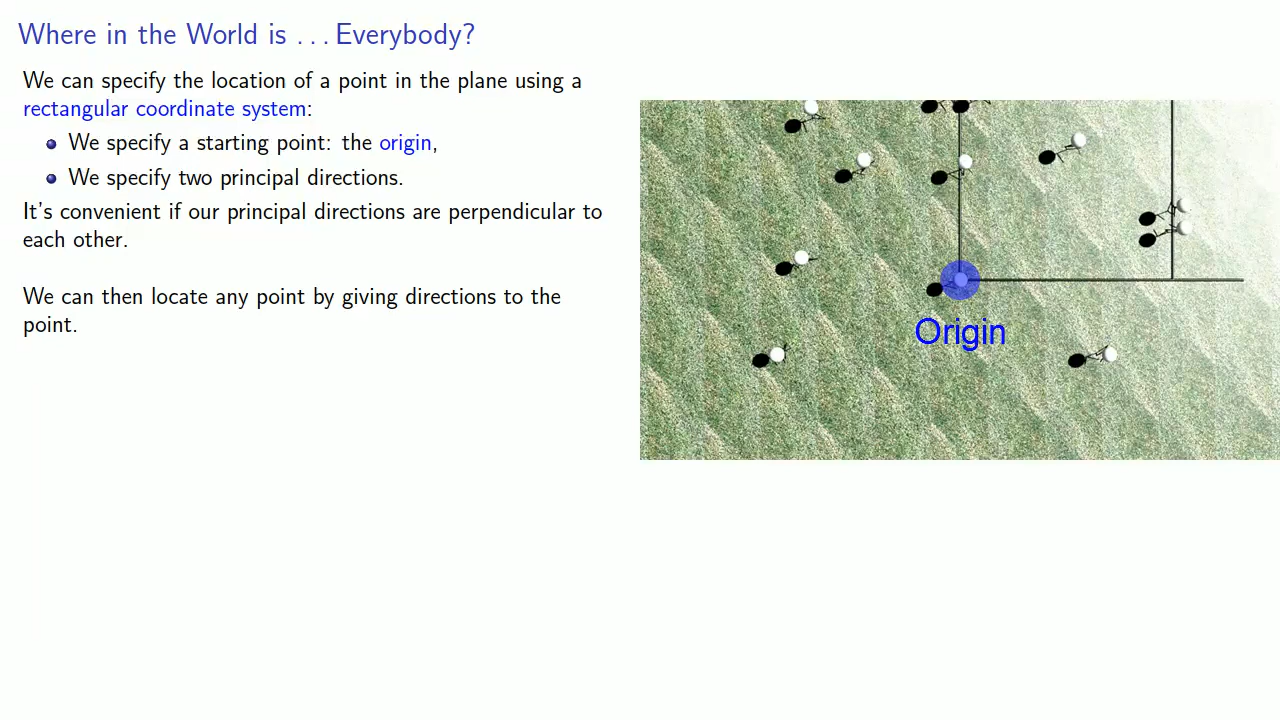 Where in the World is ...Everybody?
We can specify the location of a point in the plane using a
rectangular coordinate system:
We specify a starting point: the origin,
We specify two principal directions.
It's convenient if our principal directions are perpendicular to
each other.
We can then locate any point by giving directions to the
point.
Origin